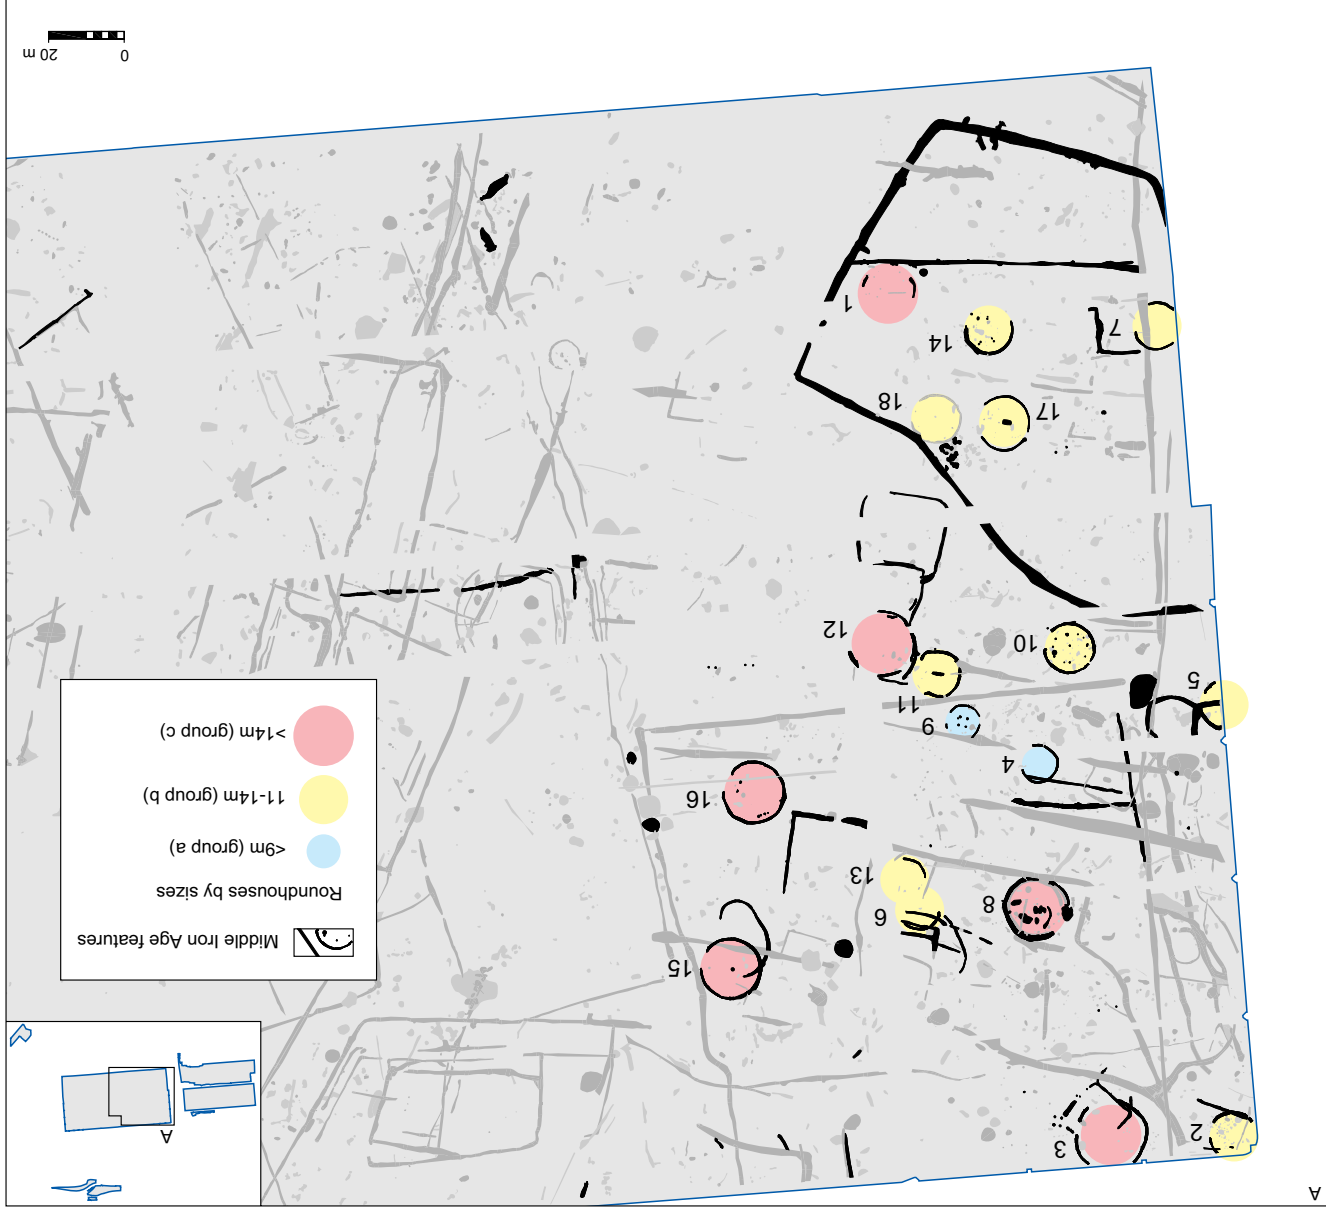 A
2
3
A
15
Middle Iron Age features
6
8
Roundhouses by sizes
13
<9m (group a)
16
11-14m (group b)
4
>14m (group c)
9
11
5
10
12
17
18
14
7
1
0 20 m